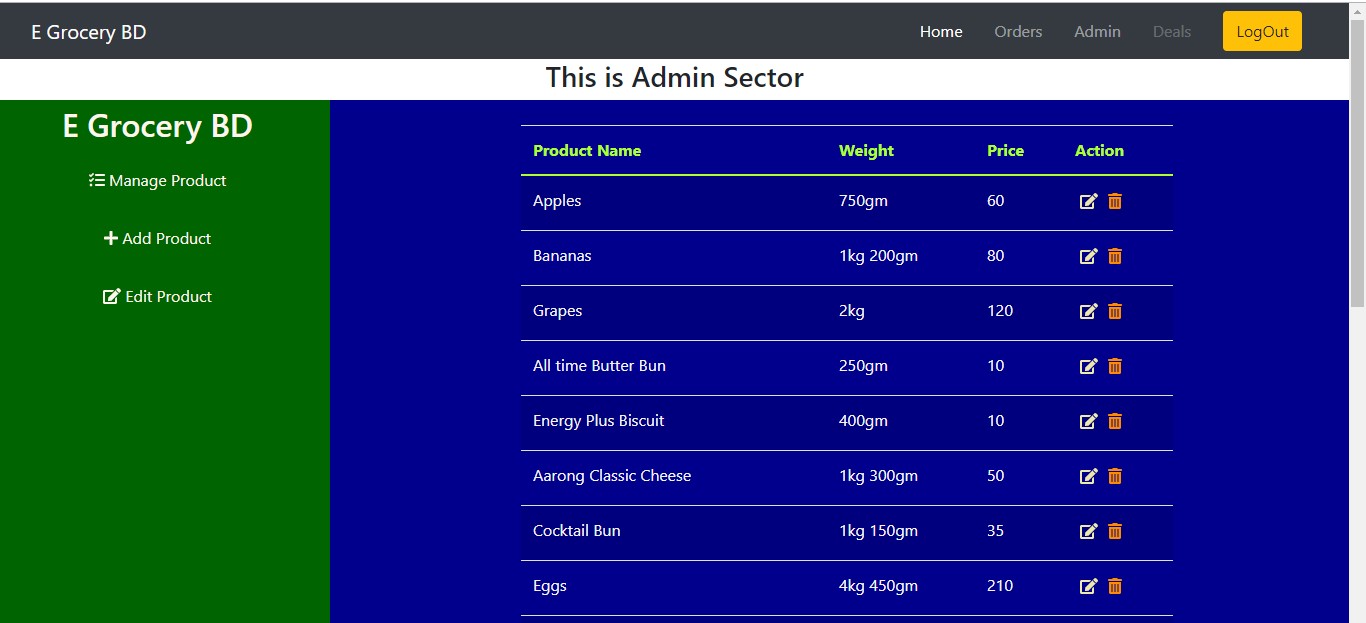 E Grocery BD Home Orders Admin Deals LogOut
This is Admin Sector
E Grocery BD
Manage Product
Add Product
Edit Product
Product Name Weight Price Action
Apples 750gm 60
Bananas 1kg 200gm 80
Grapes 2kg 120
All time Butter Bun 250gm 10
Energy Plus Biscuit 400gm 10
Aarong Classic Cheese 1kg 300gm 50
Cocktail Bun 1kg 150gm 35
Eggs 4kg 450gm 210